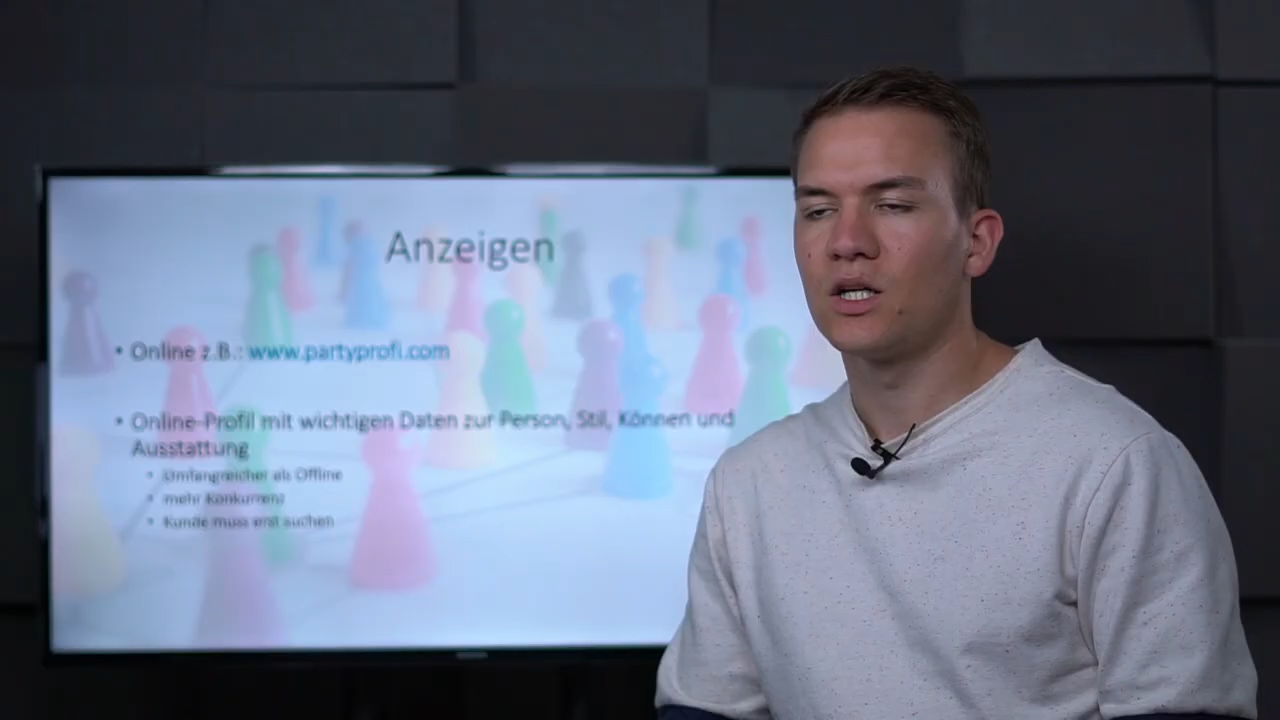 Anzeigen
• Online z.B.: www.partyprofi.com
• Online-Profil mit wichtigen Daten zur Person, Stil, Können und
Ausstattung
• Umfangreicher als Offline
• mehr Konkurrenz
• Kunde muss erst suchen